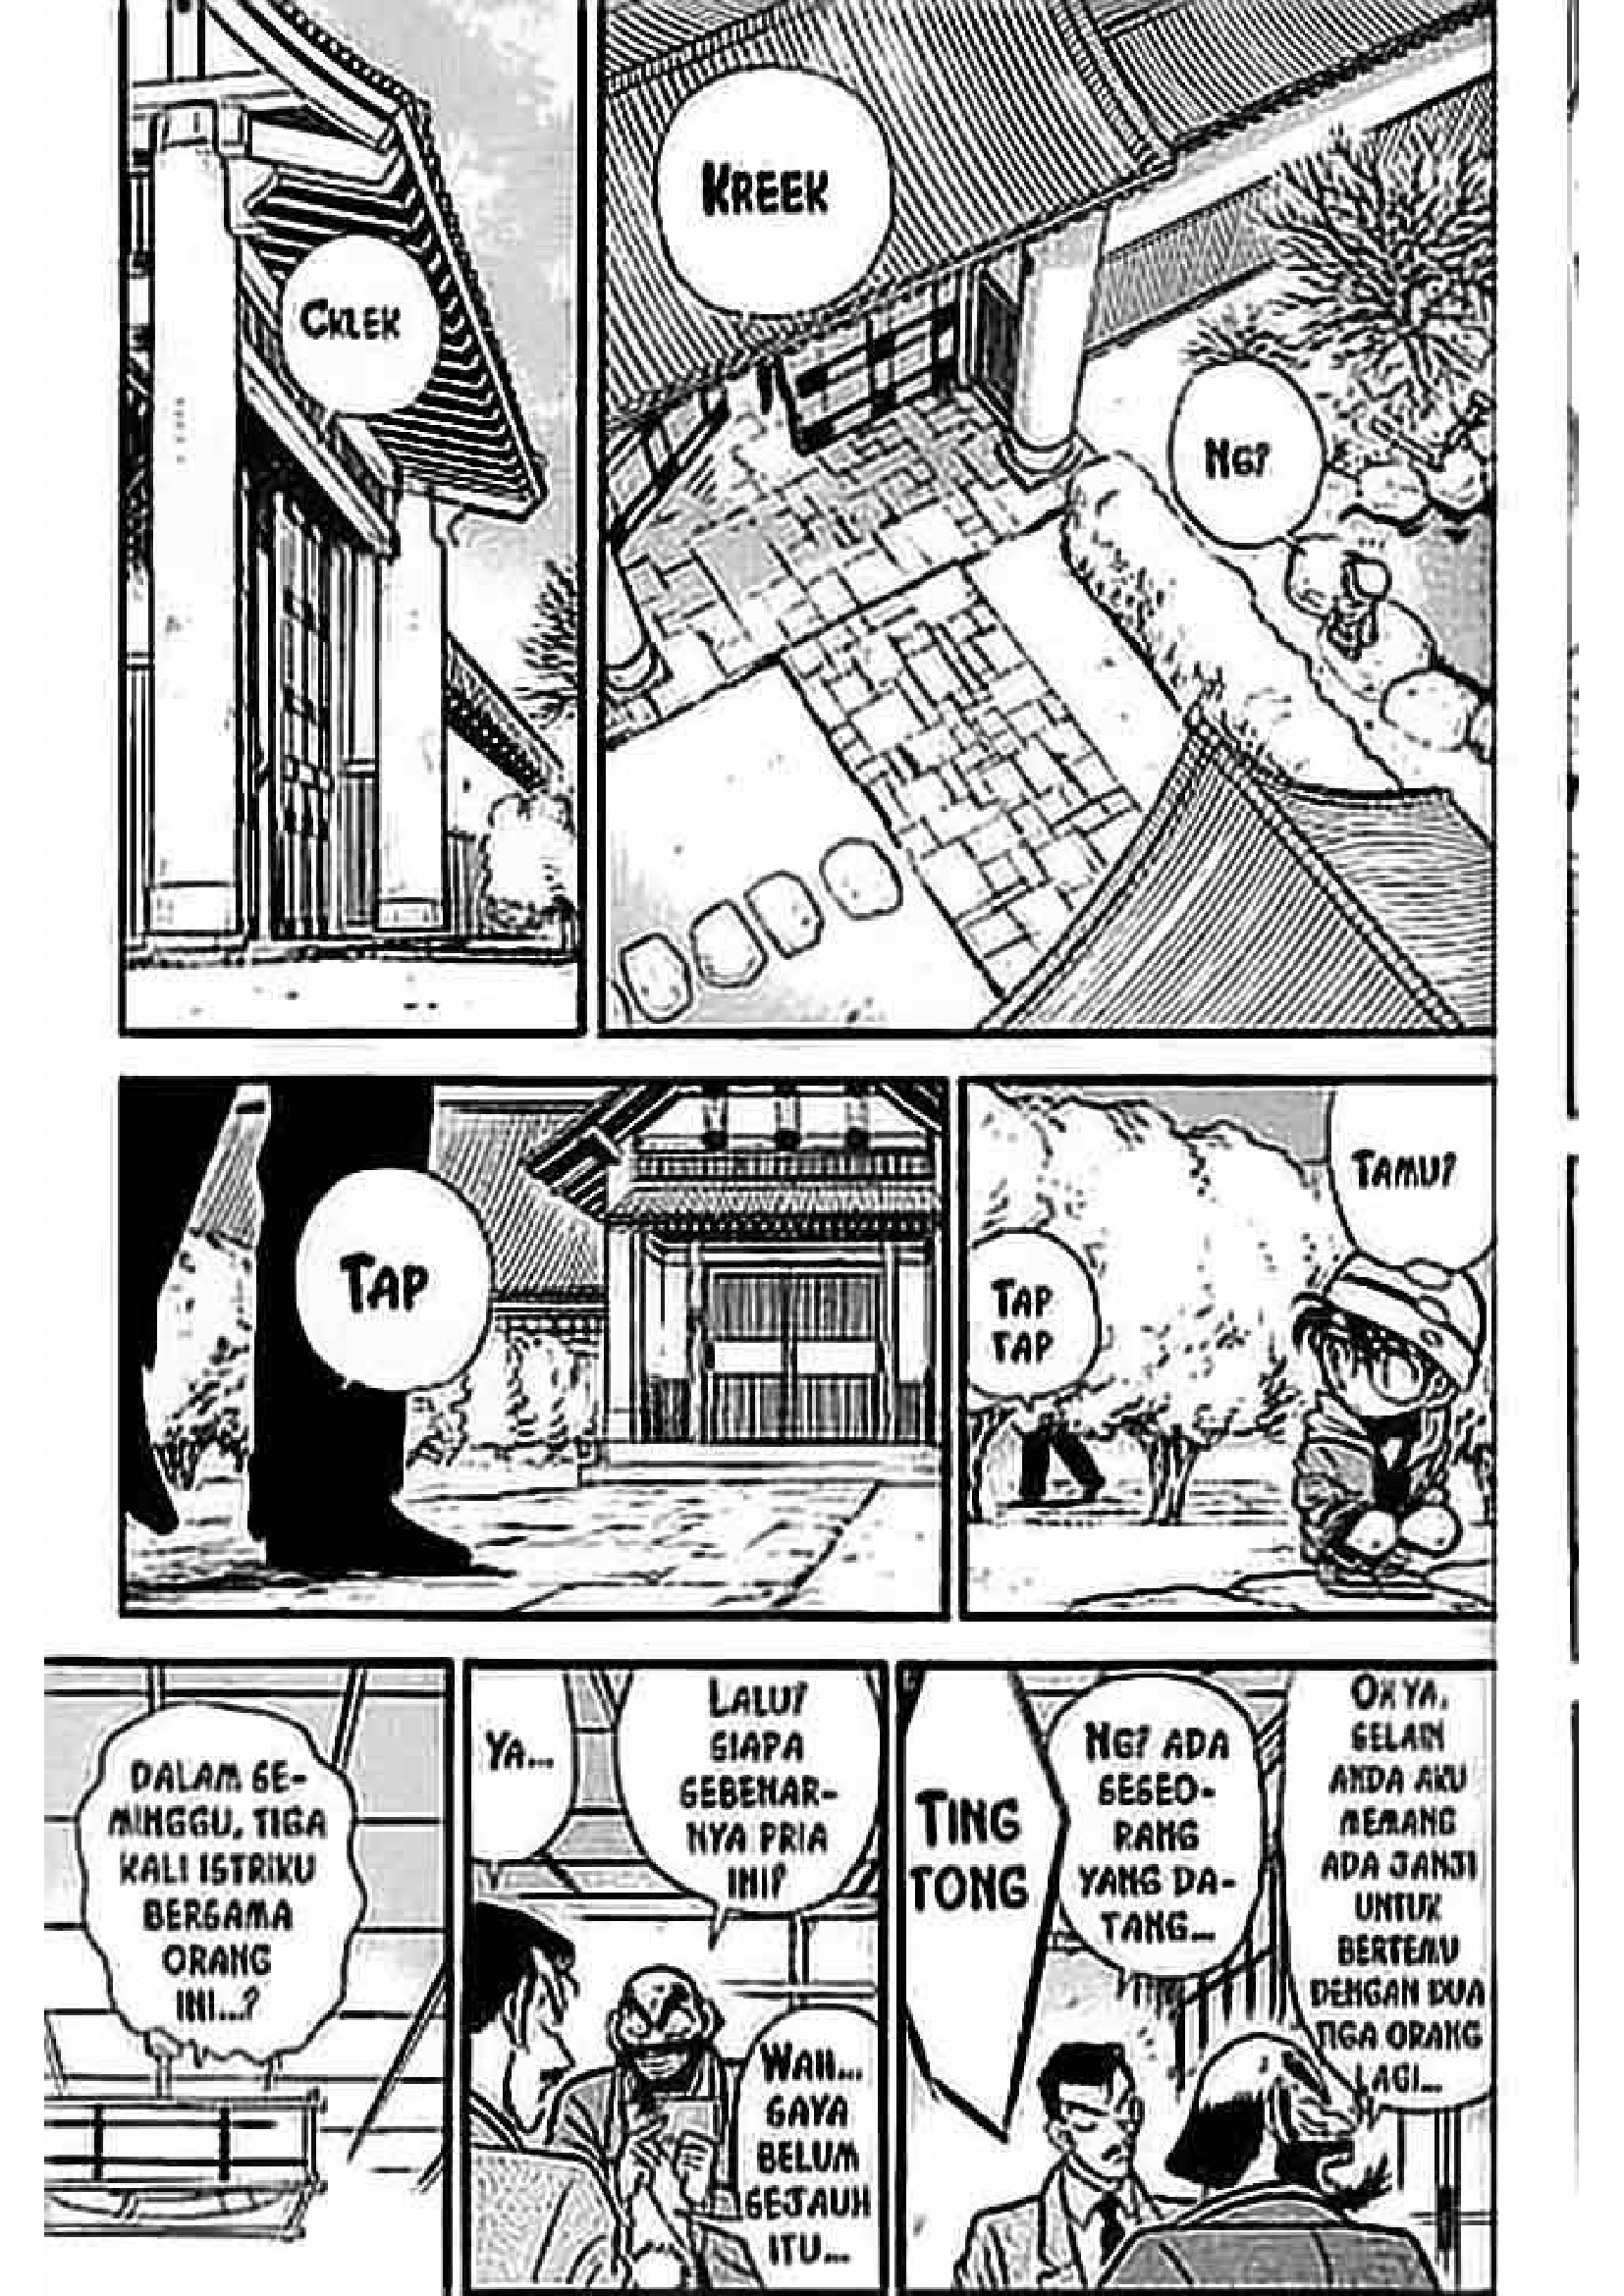 KREEK
NG?
CKLEK
TAMU?
TAP
TAP
TAP
OH YA,
SELAIN
ANDA AKU
MEMANG
ADA JANJI
UNTUK
BERTEMU
DENGAN DUA
TIGA ORANG
LAGI...
NG? ADA
SESEO-
RANG
YANG DA-
TANG...
TING
TONG
LALU?
SIAPA
SEBENAR-
NYA PRIA
INI?
WAH...
SAYA
BELUM
SEJAUH
ITU...
YA...
DALAM SE-
MINGGU, TIGA
KALI ISTRIKU
BERSAMA
ORANG
INI...?